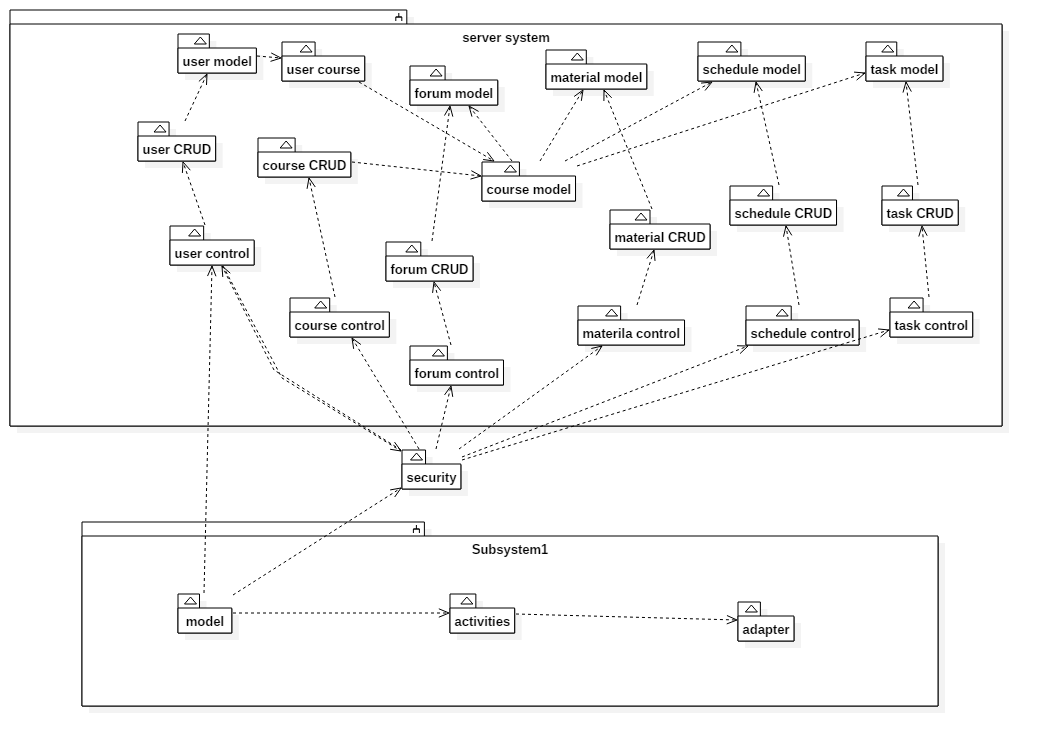 server system
user model
user course
forum model
material model
schedule model
task model
user CRUD
course CRUD
course model
material CRUD
schedule CRUD
task CRUD
user control
forum CRUD
course control
materila control
schedule control
task control
forum control
security
Subsystem1
model
activities
adapter